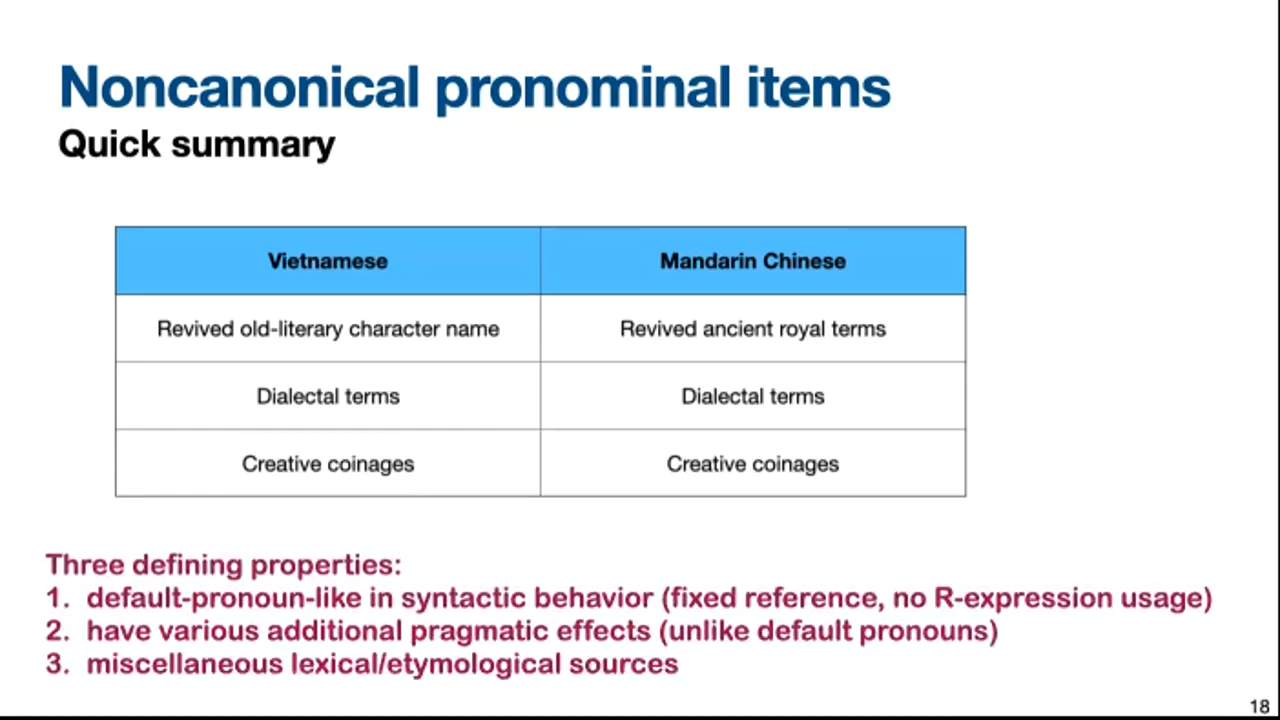 Noncanonical pronominal items
Quick summary
Vietnamese Mandarin Chinese
Revived old-literary character name Revived ancient royal terms
Dialectal terms Dialectal terms
Creative coinages Creative coinages
Three defining properties:
1. default-pronoun-like in syntactic behavior (fixed reference, no R-expression usage)
2. have various additional pragmatic effects (unlike default pronouns)
3. miscellaneous lexical/etymological sources
18